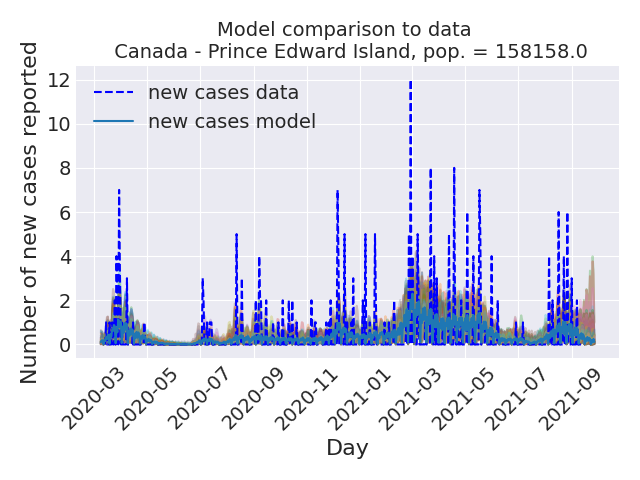 Model comparison to data
Canada - Prince Edward Island, pop. = 158158.0
Number of new cases reported
12
10
8
6
4
2
0
new cases data
new cases model
2020-03
2020-05
2020-07
2020-09
2020-11
2021-01
2021-03
2021-05
2021-07
2021-09
Day